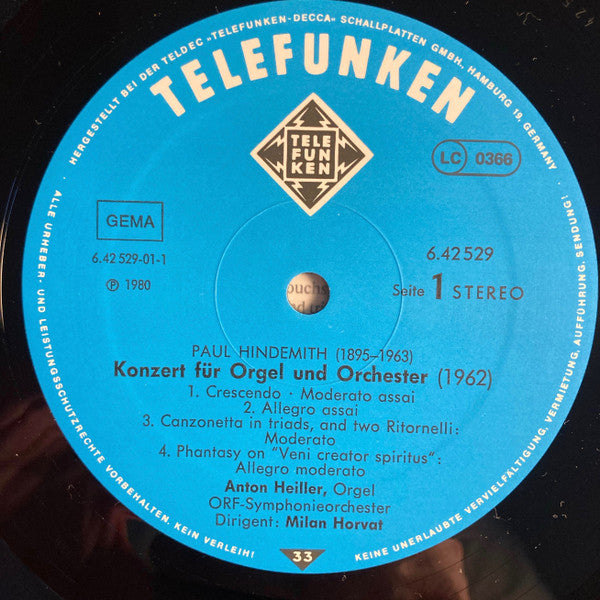 HERGESTELLT BEI DER TELDEC »TELEFUNKEN-DECCA« SCHALLPLATTEN GMBH., HAMBURG 19, GERMANY
TELEFUNKEN
TELE
FUN
KEN
LC 0366
GEMA
6.42 529-01-1
Ⓟ 1980
6.42 529
Seite 1 STEREO
PAUL HINDEMITH (1895–1963)
Konzert für Orgel und Orchester (1962)
1. Crescendo · Moderato assai
2. Allegro assai
3. Canzonetta in triads, and two Ritornelli:
Moderato
4. Phantasy on "Veni creator spiritus":
Allegro moderato
Anton Heiller, Orgel
ORF-Symphonieorchester
Dirigent: Milan Horvat
33
· ALLE URHEBER- UND LEISTUNGSSCHUTZRECHTE VORBEHALTEN. KEIN VERLEIH!
KEINE UNERLAUBTE VERVIELFÄLTIGUNG, VERMIETUNG, AUFFÜHRUNG, SENDUNG! ·